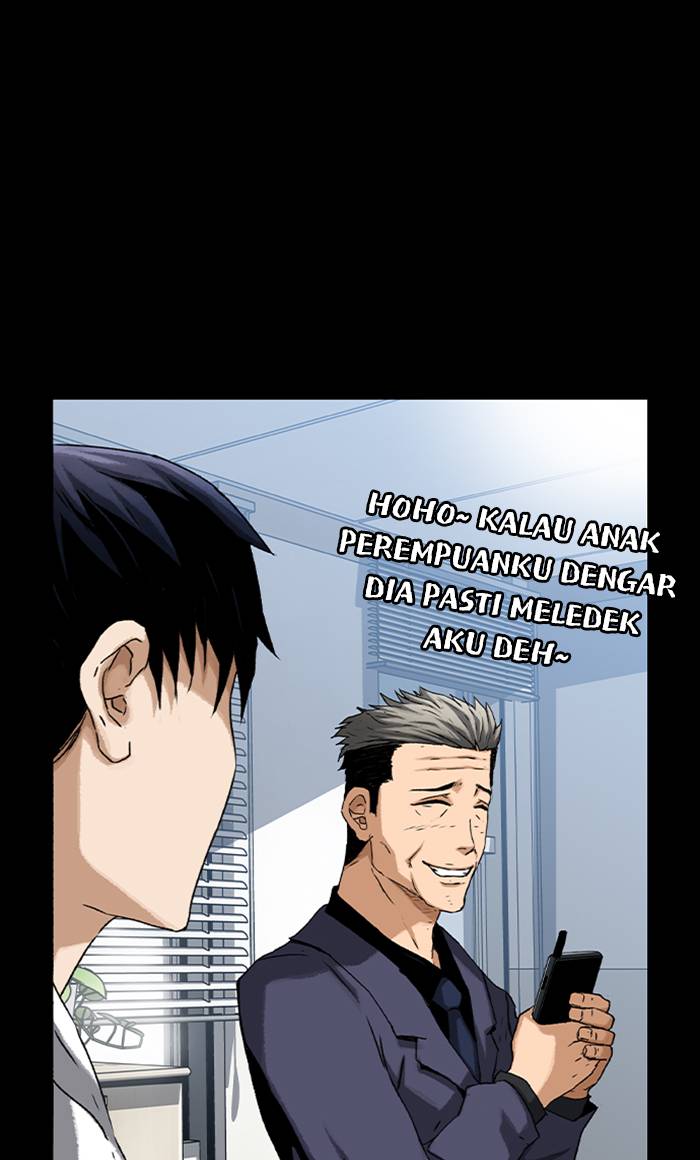 HOHO~ KALAU ANAK
PEREMPUANKU DENGAR
DIA PASTI MELEDEK
AKU DEH~